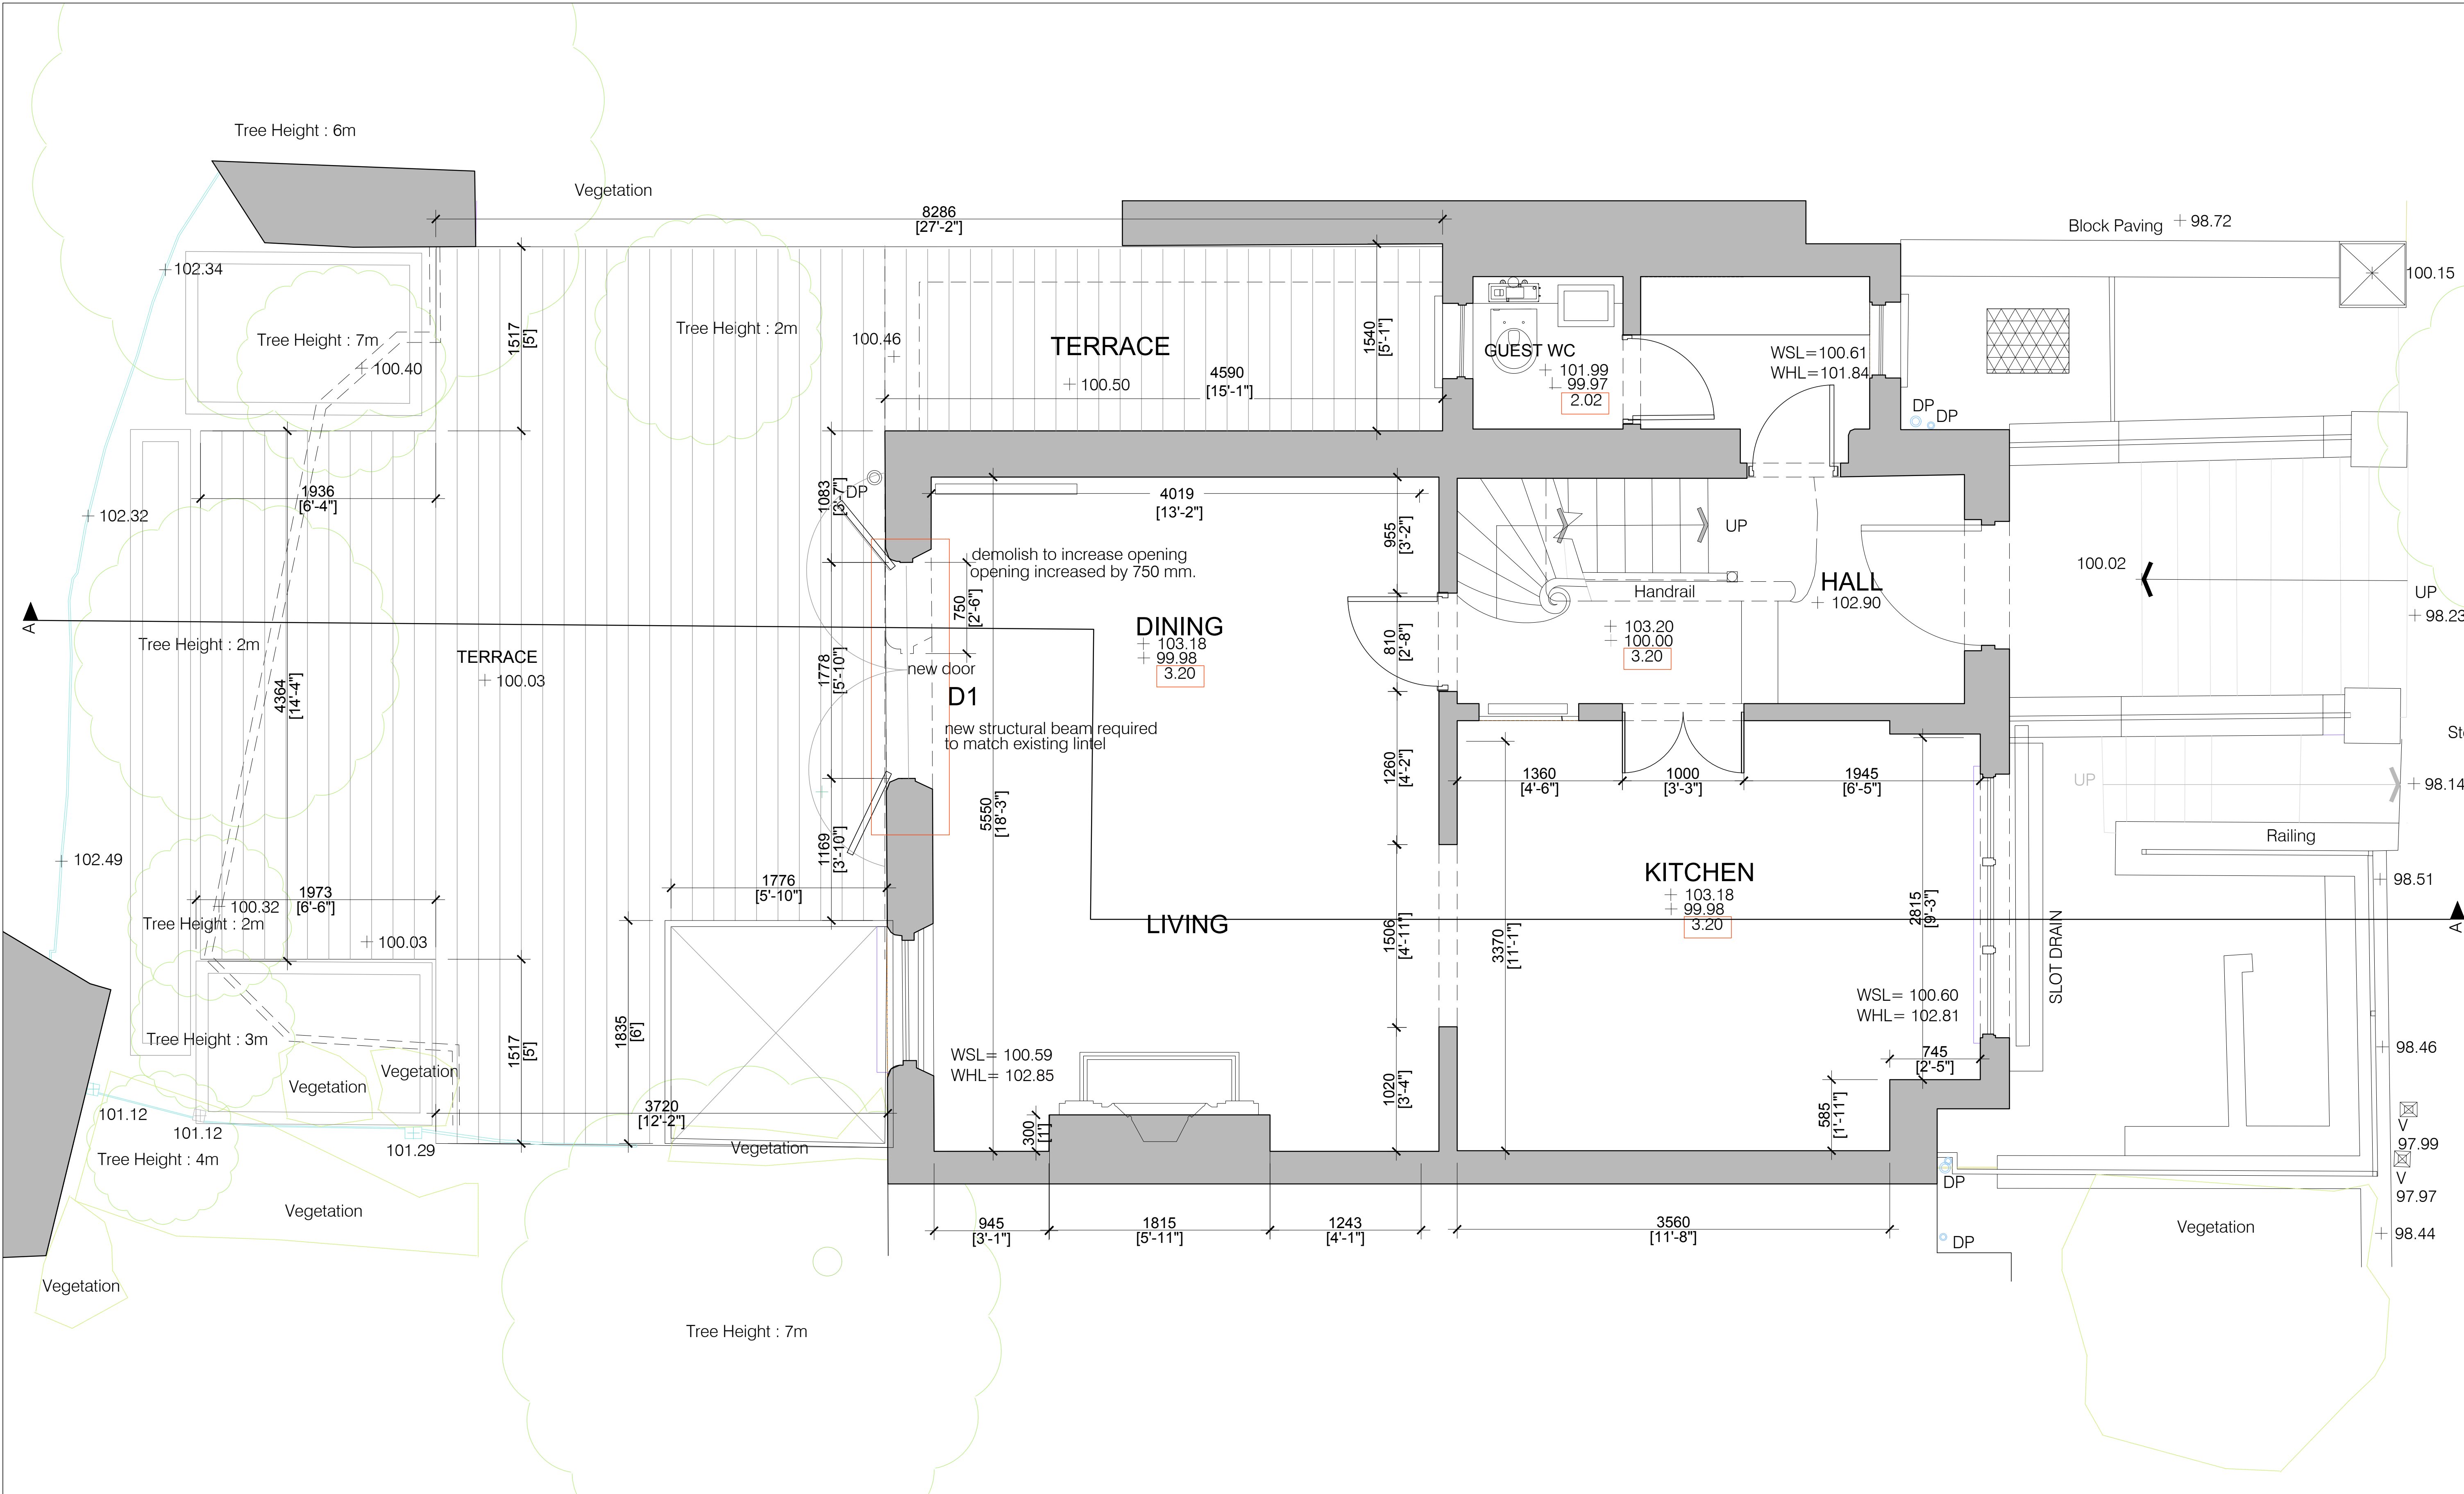 Tree Height : 6m
Vegetation
8286
[27'-2"]
Block Paving
98.72
102.34
100.15
Tree Height : 7m
100.40
1517
[5']
Tree Height : 2m
100.46
TERRACE
100.50
4590
[15'-1"]
1540
[5'-1"]
GUEST WC
101.99
99.97
2.02
WSL=100.61
WHL=101.84
DP
DP
1936
[6'-4"]
102.32
1083
[3'-7"]
DP
4019
[13'-2"]
955
[3'-2"]
UP
demolish to increase opening
opening increased by 750 mm.
750
[2'-6"]
Handrail
HALL
102.90
100.02
UP
98.23
A
Tree Height : 2m
4364
[14'-4"]
TERRACE
100.03
1778
[5'-10"]
new door
D1
DINING
103.18
99.98
3.20
810
[2'-8"]
103.20
100.00
3.20
new structural beam required
to match existing lintel
1260
[4'-2"]
1360
[4'-6"]
1000
[3'-3"]
1945
[6'-5"]
UP
St
98.14
5550
[18'-3"]
1169
[3'-10"]
102.49
Railing
1776
[5'-10"]
1973
[6'-6"]
100.32
Tree Height : 2m
100.03
LIVING
KITCHEN
103.18
99.98
3.20
1506
[4'-11"]
3370
[11'-1"]
2815
[9'-3"]
98.51
A
SLOT DRAIN
WSL= 100.60
WHL= 102.81
Tree Height : 3m
1517
[5']
1835
[6']
WSL= 100.59
WHL= 102.85
745
[2'-5"]
98.46
Vegetation
Vegetation
1020
[3'-4"]
585
[1'-11"]
300
[1']
101.12
101.12
3720
[12'-2"]
101.29
Vegetation
V
97.99
Tree Height : 4m
DP
V
97.97
Vegetation
945
[3'-1"]
1815
[5'-11"]
1243
[4'-1"]
3560
[11'-8"]
DP
Vegetation
98.44
Vegetation
Tree Height : 7m